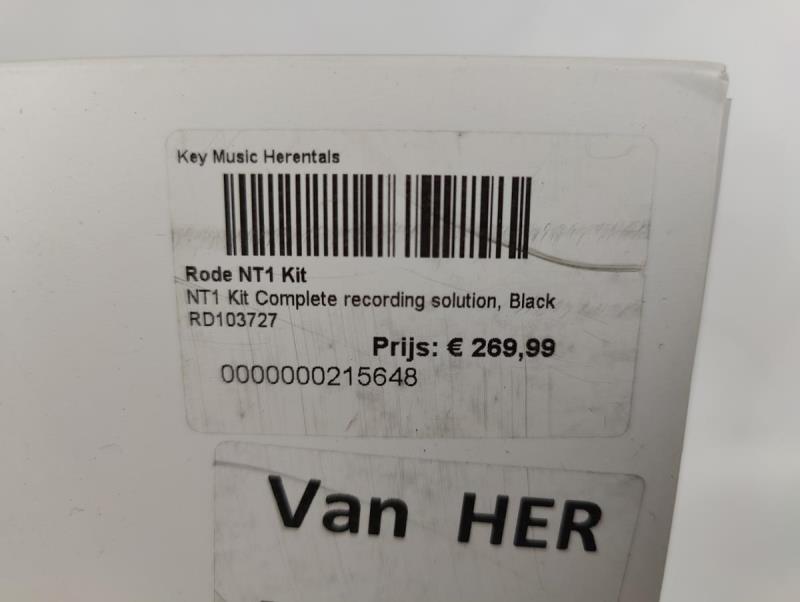 Key Music Herentals
Rode NT1 Kit
NT1 Kit Complete recording solution, Black
RD103727
Prijs: € 269,99
0000000215648
Van HER